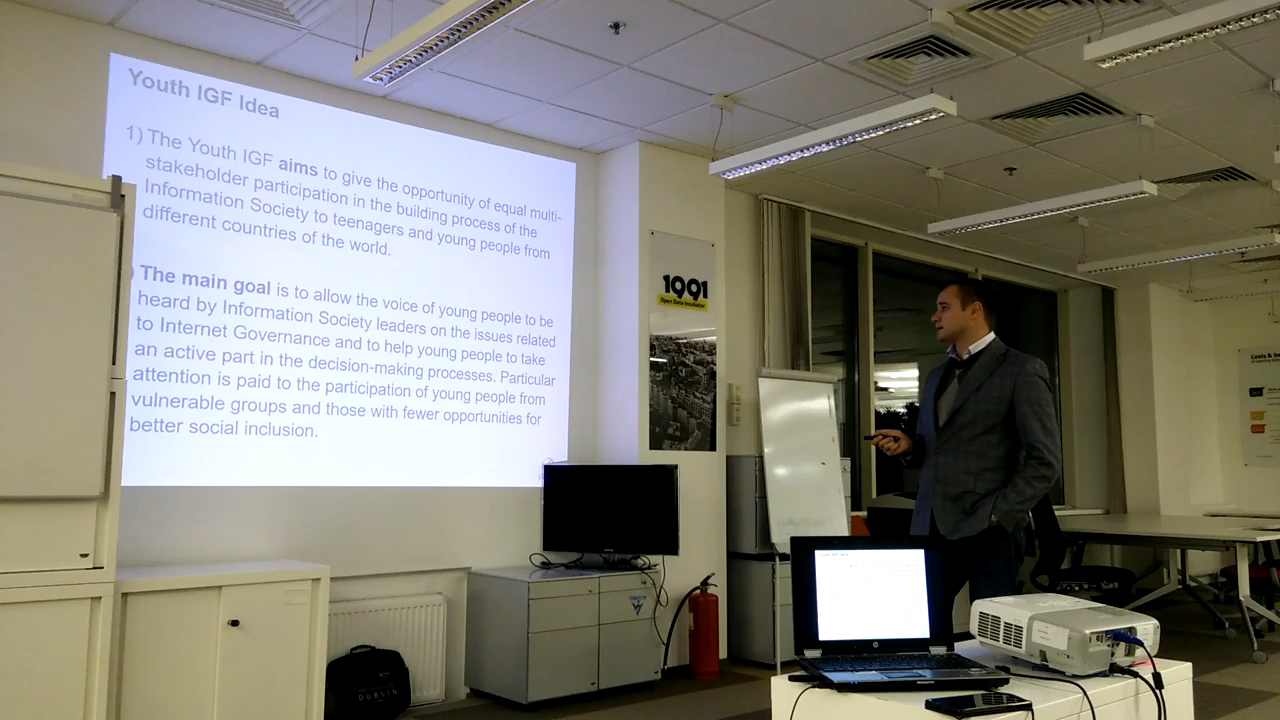 Youth IGF Idea
1) The Youth IGF aims to give the opportunity of equal multi-
stakeholder participation in the building process of the
Information Society to teenagers and young people from
different countries of the world.
) The main goal is to allow the voice of young people to be
heard by Information Society leaders on the issues related
to Internet Governance and to help young people to take
an active part in the decision-making processes. Particular
attention is paid to the participation of young people from
vulnerable groups and those with fewer opportunities for
better social inclusion.
1991
Open Data Incubator
Costs & be
DUBLIN
hp